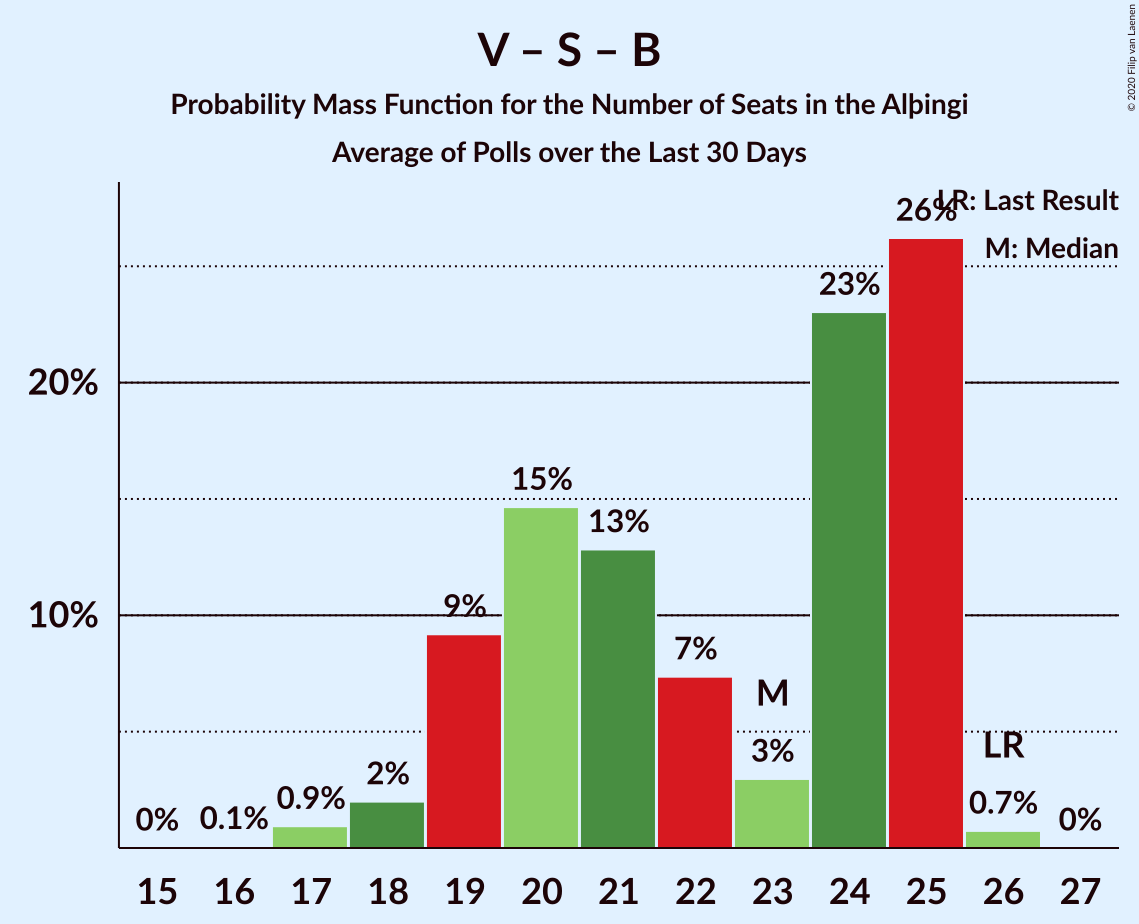 V – S – B
Probability Mass Function for the Number of Seats in the Alþingi
Average of Polls over the Last 30 Days
© 2020 Filip van Laenen
LR: Last Result
M: Median
26%
23%
20%
15%
13%
10%
9%
7%
M
3%
LR
2%
0.9%
0.7%
0%
0.1%
0%
15 16 17 18 19 20 21 22 23 24 25 26 27